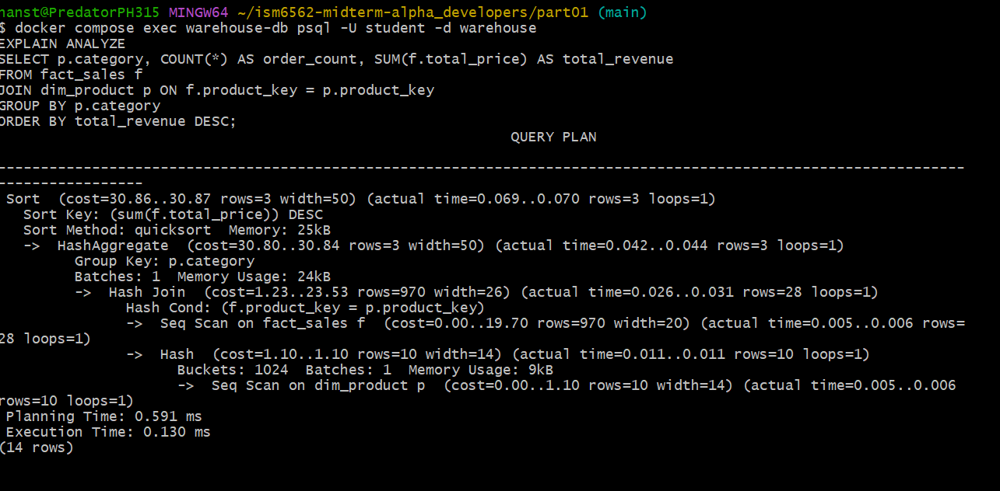 hanst@PredatorPH315 MINGW64 ~/ism6562-midterm-alpha_developers/part01 (main)
$ docker compose exec warehouse-db psql -U student -d warehouse
EXPLAIN ANALYZE
SELECT p.category, COUNT(*) AS order_count, SUM(f.total_price) AS total_revenue
FROM fact_sales f
JOIN dim_product p ON f.product_key = p.product_key
GROUP BY p.category
ORDER BY total_revenue DESC;
QUERY PLAN
-----------------------------------------------------------------------------------------------------------------
-----------------
Sort  (cost=30.86..30.87 rows=3 width=50) (actual time=0.069..0.070 rows=3 loops=1)
  Sort Key: (sum(f.total_price)) DESC
  Sort Method: quicksort  Memory: 25kB
  ->  HashAggregate  (cost=30.80..30.84 rows=3 width=50) (actual time=0.042..0.044 rows=3 loops=1)
        Group Key: p.category
        Batches: 1  Memory Usage: 24kB
        ->  Hash Join  (cost=1.23..23.53 rows=970 width=26) (actual time=0.026..0.031 rows=28 loops=1)
              Hash Cond: (f.product_key = p.product_key)
              ->  Seq Scan on fact_sales f  (cost=0.00..19.70 rows=970 width=20) (actual time=0.005..0.006 rows=
28 loops=1)
              ->  Hash  (cost=1.10..1.10 rows=10 width=14) (actual time=0.011..0.011 rows=10 loops=1)
                    Buckets: 1024  Batches: 1  Memory Usage: 9kB
                    ->  Seq Scan on dim_product p  (cost=0.00..1.10 rows=10 width=14) (actual time=0.005..0.006
rows=10 loops=1)
Planning Time: 0.591 ms
Execution Time: 0.130 ms
(14 rows)